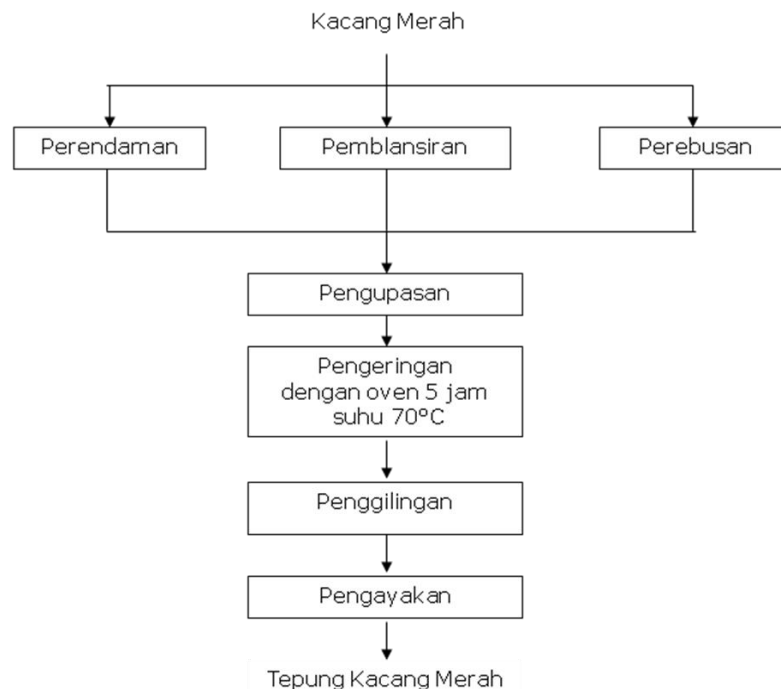 Kacang Merah
Perendaman
Pemblansiran
Perebusan
Pengupasan
Pengeringan
dengan oven 5 jam
suhu 70°C
Penggilingan
Pengayakan
Tepung Kacang Merah